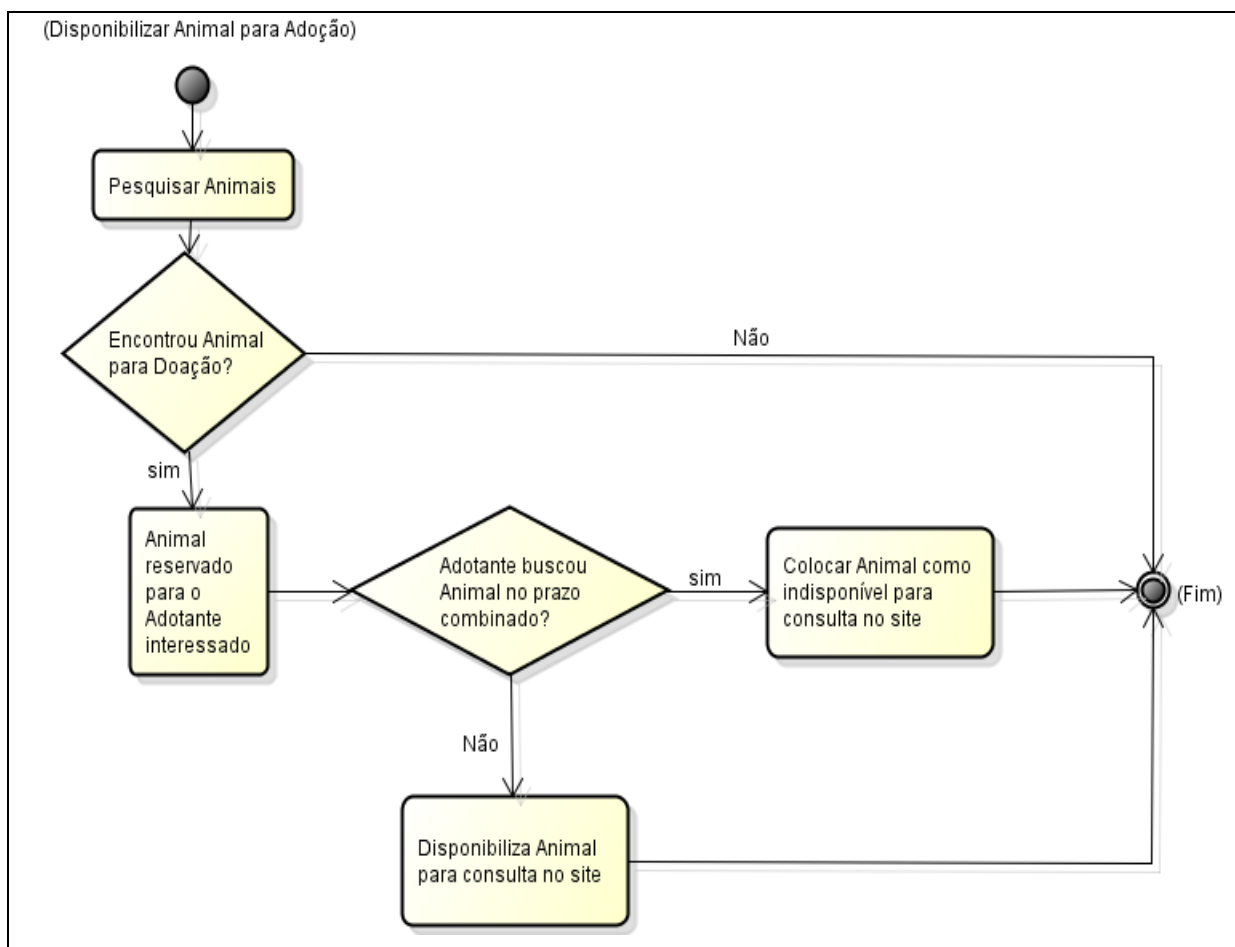 (Disponibilizar Animal para Adoção)
Pesquisar Animais
Encontrou Animal
para Doação?
Não
sim
Animal
reservado
para o
Adotante
interessado
Adotante buscou
Animal no prazo
combinado?
sim
Colocar Animal como
indisponível para
consulta no site
(Fim)
Não
Disponibiliza Animal
para consulta no site